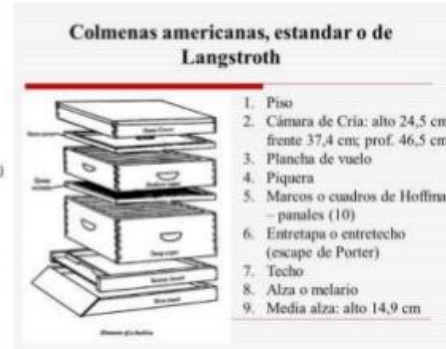 Colmenas americanas, estandar o de
Langstroth
1. Piso
2. Cámara de Cría: alto 24,5 cm
frente 37,4 cm; prof. 46,5 cm
3. Plancha de vuelo
4. Piquera
5. Marcos o cuadros de Hoffma
– panales (10)
6. Entretapa o entretecho
(escape de Porter)
7. Techo
8. Alza o melario
9. Media alza: alto 14,9 cm